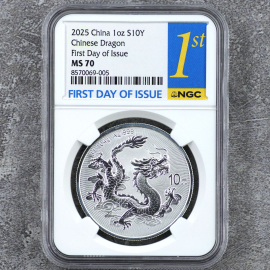 2025 China 1oz S10Y
Chinese Dragon
First Day of Issue
MS 70
8570069-005
1st
NGC
FIRST DAY OF ISSUE
10